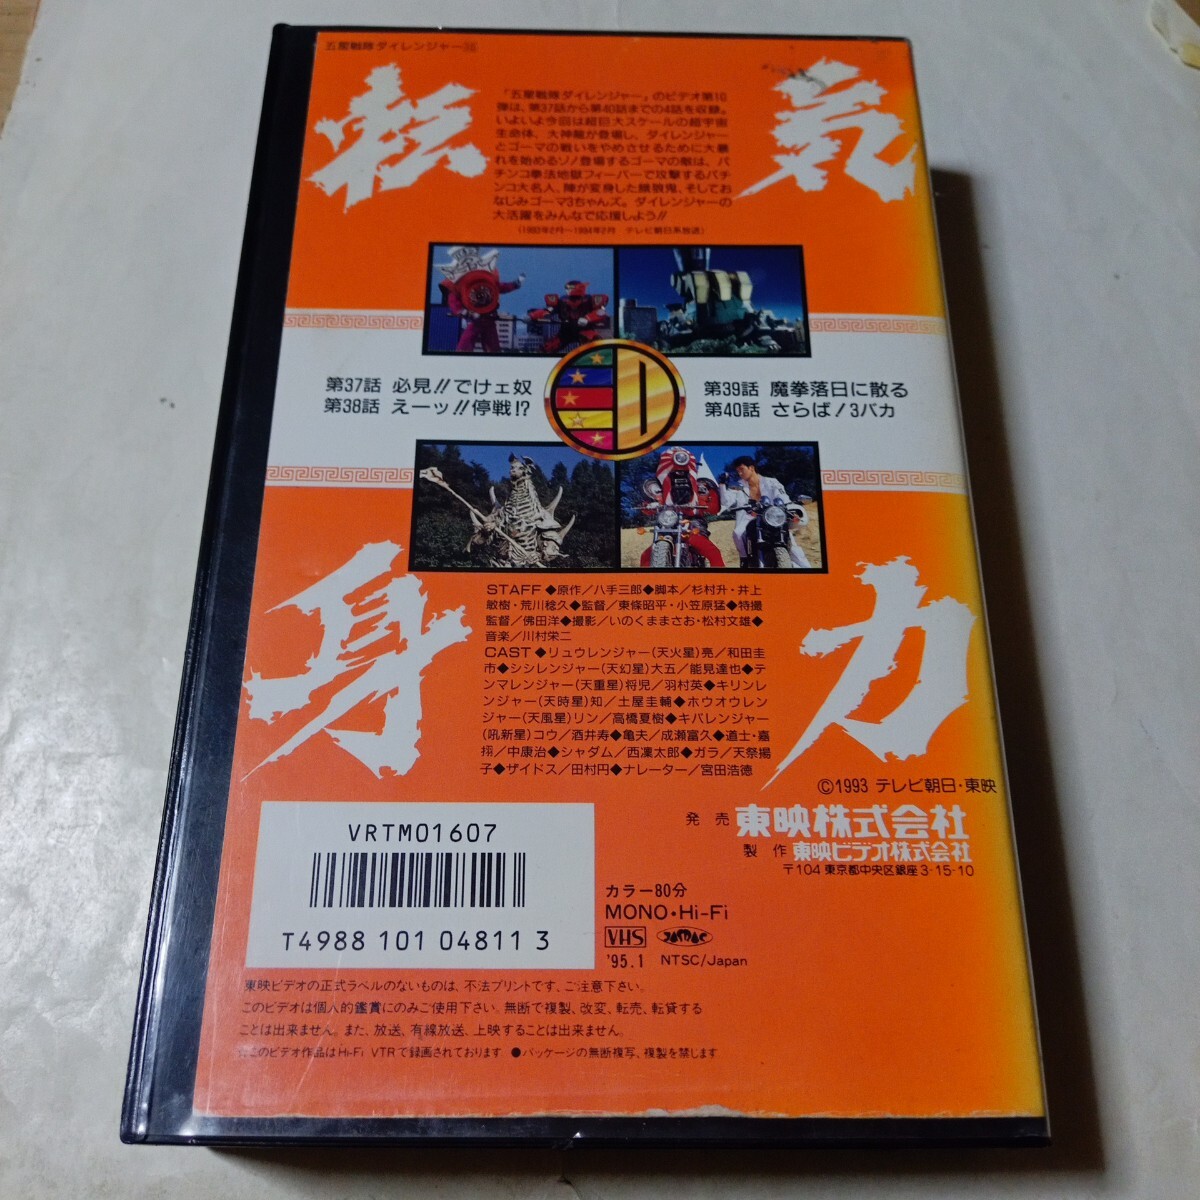 五星戦隊ダイレンジャー⑩
気力
転身
「五星戦隊ダイレンジャー」のビデオ第10
弾は、第37話から第40話までの4話を収録。
いよいよ今回は超巨大スケールの超宇宙
生命体、大神龍が登場し、ダイレンジャー
とゴーマの戦いをやめさせるために大暴
れを始めるゾ!登場するゴーマの敵は、パ
チンコ拳法地獄フィーバーで攻撃するパチ
ンコ大名人、陣が変身した餓狼鬼、そしてお
なじみゴーマ3ちゃんズ。ダイレンジャーの
大活躍をみんなで応援しよう!!
(1993年2月〜1994年2月 テレビ朝日系放送)
第37話 必見!!でけェ奴
第38話 えーッ!!停戦!?
第39話 魔拳落日に散る
第40話 さらば!3バカ
STAFF◆原作/八手三郎◆脚本/杉村升・井上
敏樹・荒川稔久◆監督/東條昭平・小笠原猛◆特撮
監督/佛田洋◆撮影/いのくままさお・松村文雄◆
音楽/川村栄二
CAST◆リュウレンジャー(天火星)亮/和田圭
市◆シシレンジャー(天幻星)大五/能見達也◆テ
ンマレンジャー(天重星)将児/羽村英◆キリンレ
ンジャー(天時星)知/土屋圭輔◆ホウオウレン
ジャー(天風星)リン/高橋夏樹◆キバレンジャー
(吼新星)コウ/酒井寿◆亀夫/成瀬富久◆道士・嘉
挧/中康治◆シャダム/西凜太郎◆ガラ/天祭揚
子◆ザイドス/田村円◆ナレーター/宮田浩徳
©1993 テレビ朝日・東映
発売 東映株式会社
製作 東映ビデオ株式会社
〒104 東京都中央区銀座3-15-10
VRTM01607
T4988 101 04811 3
カラー80分
MONO・Hi-Fi
VHS
'95.1 NTSC/Japan
東映ビデオの正式ラベルのないものは、不法プリントです、ご注意下さい。
このビデオは個人的鑑賞にのみご使用下さい。無断で複製、改変、転売、転貸する
ことは出来ません。また、放送、有線放送、上映することは出来ません。
☆このビデオ作品はHi-Fi VTRで録画されております ●パッケージの無断複写、複製を禁じます